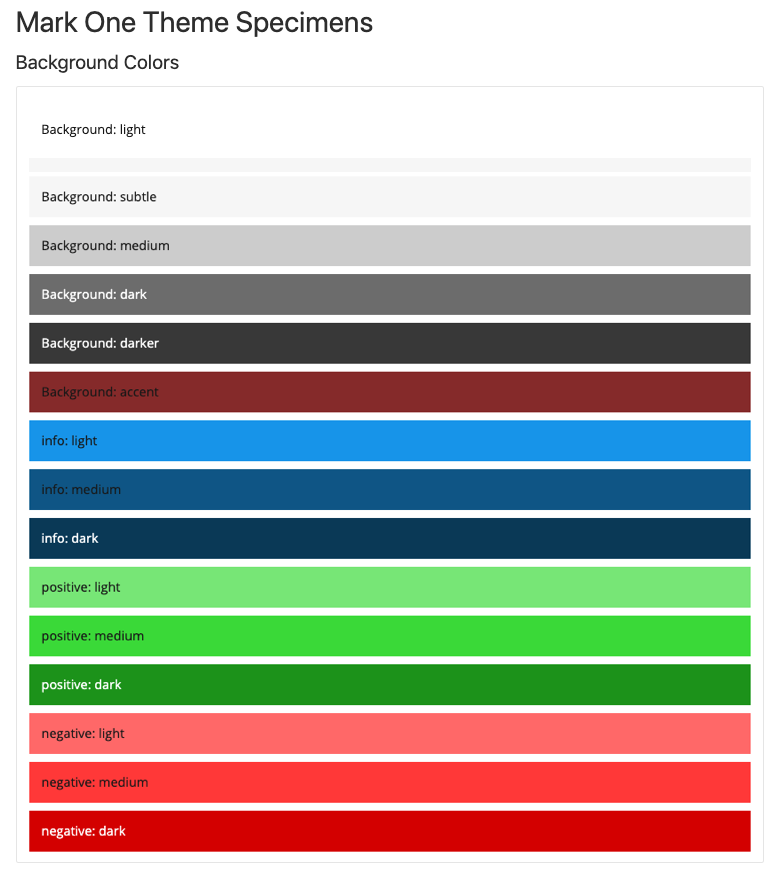 Mark One Theme Specimens
Background Colors
Background: light
Background: subtle
Background: medium
Background: dark
Background: darker
Background: accent
info: light
info: medium
info: dark
positive: light
positive: medium
positive: dark
negative: light
negative: medium
negative: dark